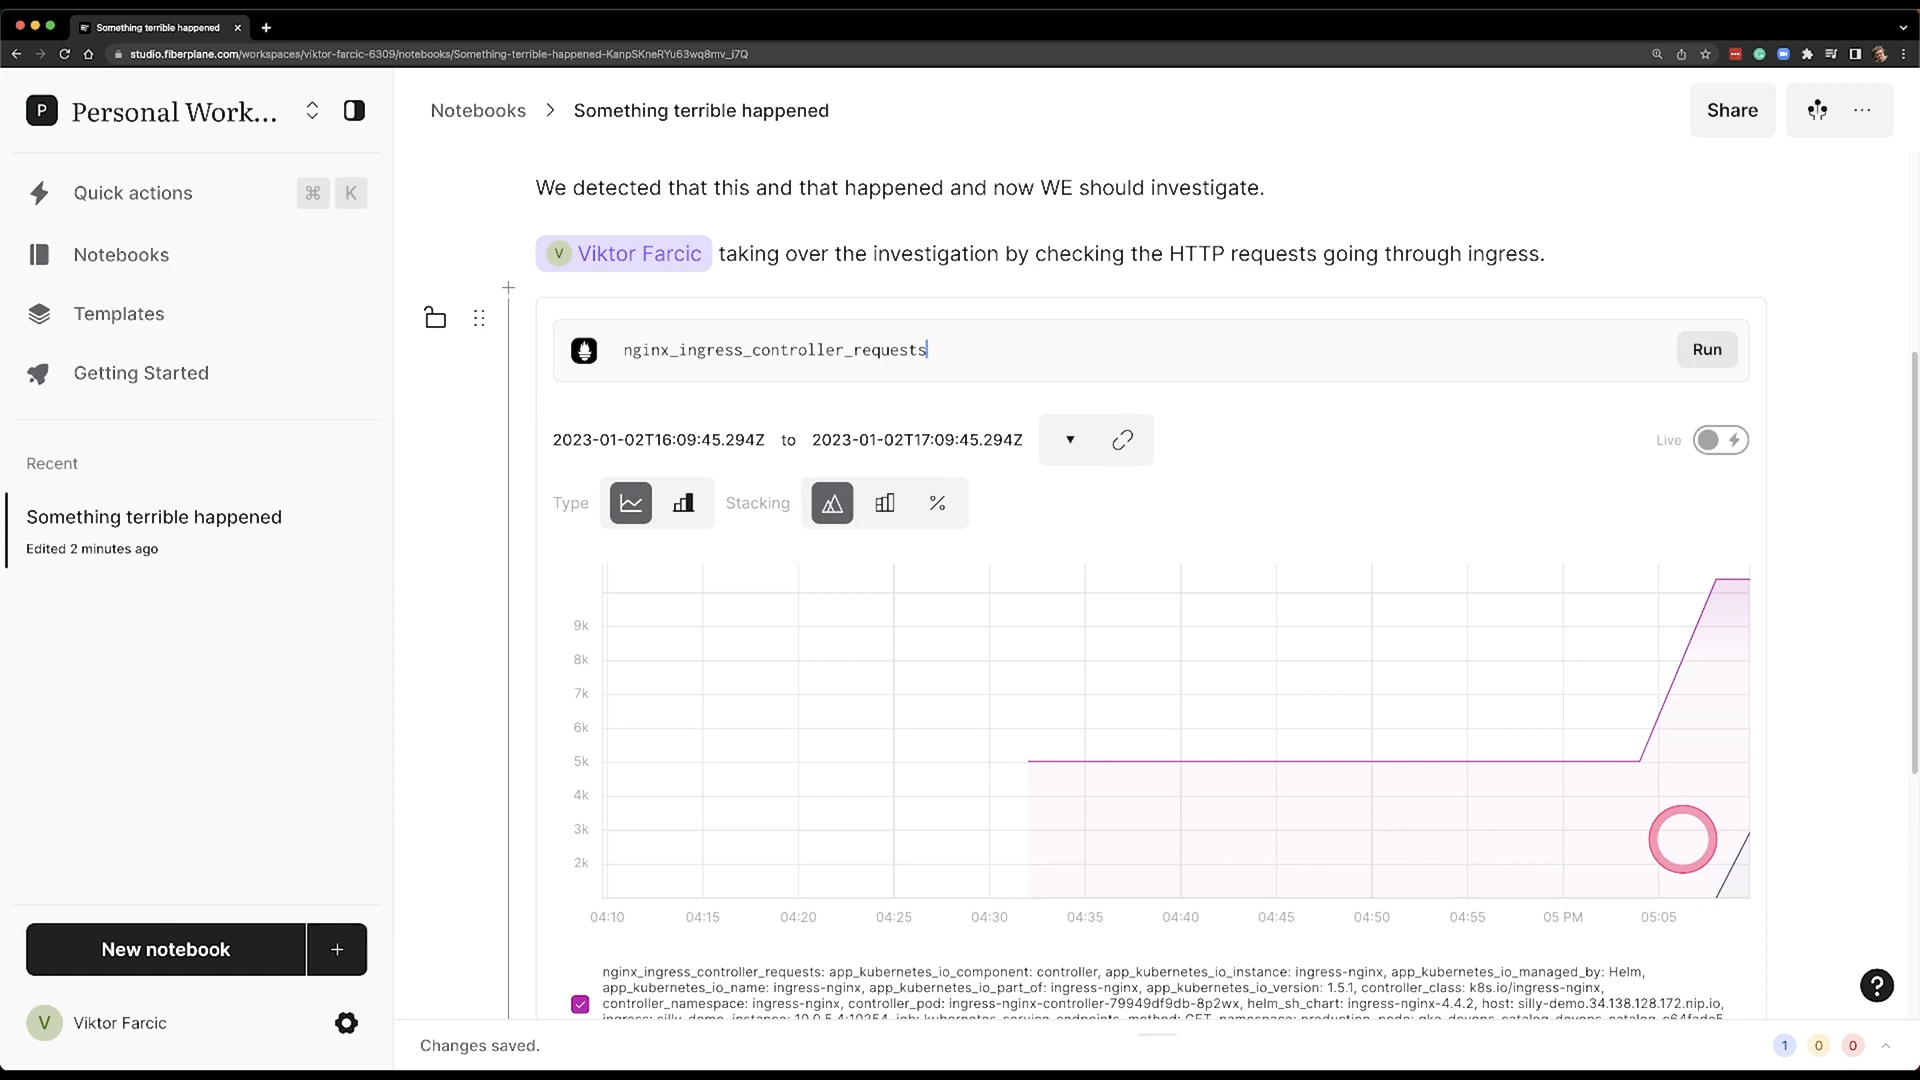 Something terrible happened
studio.fiberplane.com/workspaces/viktor-farcic-6309/notebooks/Something-terrible-happened-KanpSKneRYu63wq8mv_i7Q
P Personal Work...
Notebooks > Something terrible happened
Share
Quick actions ⌘ K
Notebooks
Templates
Getting Started
Recent
Something terrible happened
Edited 2 minutes ago
New notebook +
V Viktor Farcic
We detected that this and that happened and now WE should investigate.
V Viktor Farcic taking over the investigation by checking the HTTP requests going through ingress.
nginx_ingress_controller_requests
Run
2023-01-02T16:09:45.294Z to 2023-01-02T17:09:45.294Z
Live
Type
Stacking
%
9k
8k
7k
6k
5k
4k
3k
2k
04:10 04:15 04:20 04:25 04:30 04:35 04:40 04:45 04:50 04:55 05 PM 05:05
nginx_ingress_controller_requests: app_kubernetes_io_component: controller, app_kubernetes_io_instance: ingress-nginx, app_kubernetes_io_managed_by: Helm,
app_kubernetes_io_name: ingress-nginx, app_kubernetes_io_part_of: ingress-nginx, app_kubernetes_io_version: 1.5.1, controller_class: k8s.io/ingress-nginx,
controller_namespace: ingress-nginx, controller_pod: ingress-nginx-controller-79949df9db-8p2wx, helm_sh_chart: ingress-nginx-4.4.2, host: silly-demo.34.138.128.172.nip.io,
?
Changes saved.
1 0 0